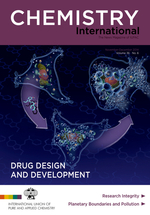 CHEMISTRY
International
DRUG DESIGN
AND DEVELOPMENT
INTERNATIONAL UNION OF
PURE AND APPLIED CHEMISTRY
Research Integrity
Planetary Boundaries and Pollution